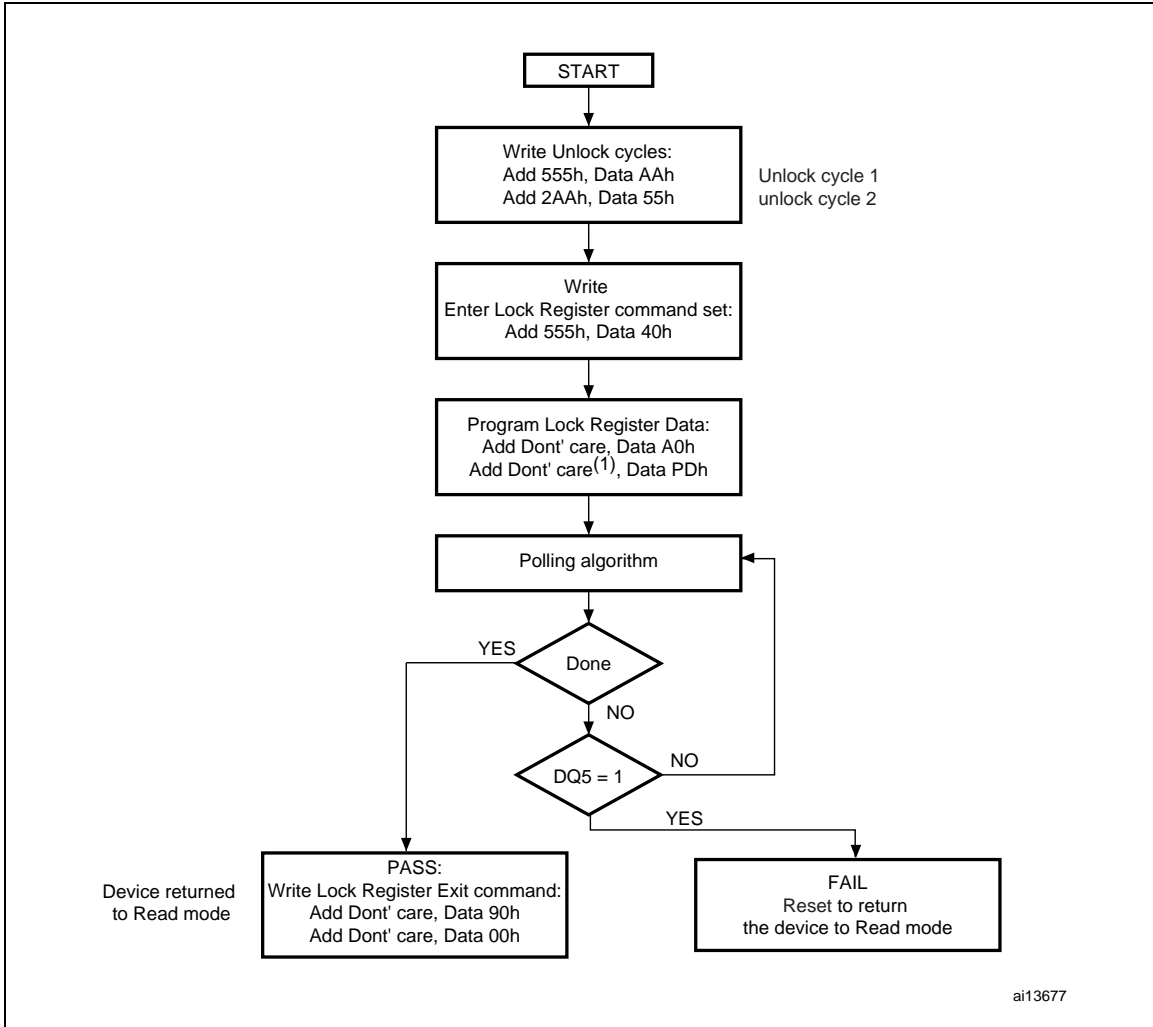 START
Write Unlock cycles:
Add 555h, Data AAh
Add 2AAh, Data 55h
Unlock cycle 1
unlock cycle 2
Write
Enter Lock Register command set:
Add 555h, Data 40h
Program Lock Register Data:
Add Dont' care, Data A0h
Add Dont' care(1), Data PDh
Polling algorithm
YES
Done
NO
DQ5 = 1
NO
YES
Device returned
to Read mode
PASS:
Write Lock Register Exit command:
Add Dont' care, Data 90h
Add Dont' care, Data 00h
FAIL
Reset to return
the device to Read mode
ai13677